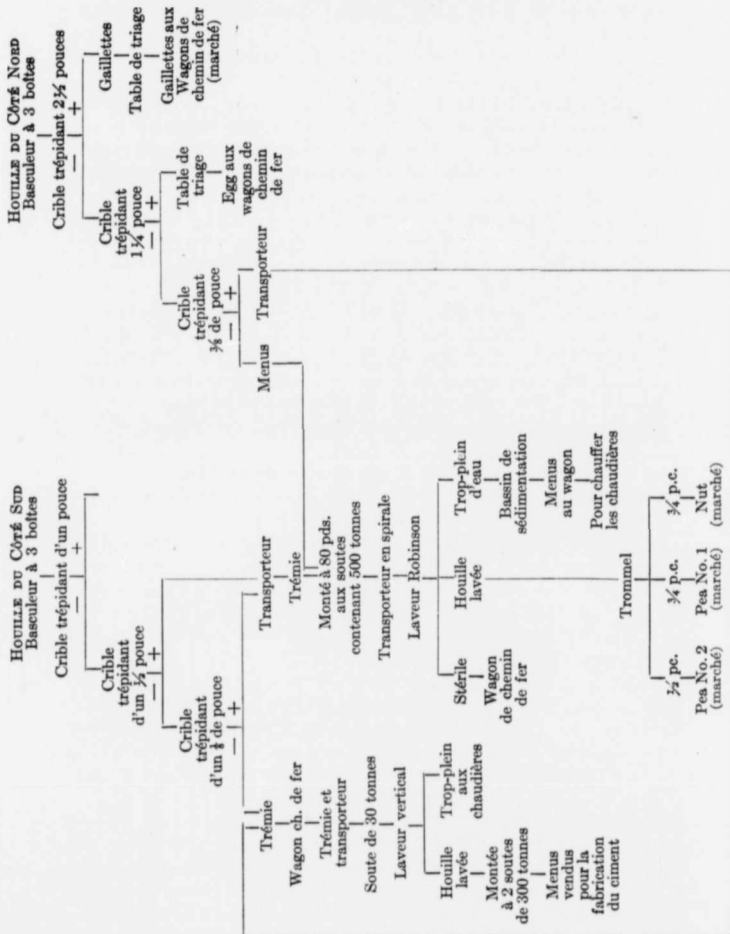 HOUILLE DU CÔTÉ SUD
Basculeur à 3 boîtes
Crible trépidant d'un pouce
— +
Crible
trépidant
d'un ½ pouce
— +
Crible
trépidant
d'un ⅛ de pouce
— +
Trémie
Wagon ch. de fer
Trémie et
transporteur
Soute de 30 tonnes
Laveur vertical
Houille
lavée
Montée
à 2 soutes
de 300 tonnes
Menus
vendus
pour la
fabrication
du ciment
Trop-plein
aux
chaudières
Transporteur
Trémie
Monté à 80 pds.
aux soutes
contenant 500 tonnes
Transporteur en spirale
Laveur Robinson
Stérile
Wagon
de chemin
de fer
Houille
lavée
Trop-plein
d'eau
Bassin de
sédimentation
Menus
au wagon
Pour chauffer
les chaudières
Trommel
½ pc.
Pea No. 2
(marché)
¾ p.c.
Pea No. 1
(marché)
¾ p.c.
Nut
(marché)
HOUILLE DU CÔTÉ NORD
Basculeur à 3 boîtes
Crible trépidant 2½ pouces
— +
Crible
trépidant
1¼ pouce
— +
Crible
trépidant
⅜ de pouce
— +
Menus
Transporteur
Table de
triage
Egg aux
wagons de
chemin
de fer
Gaillettes
Table de triage
Gaillettes aux
Wagons de
chemin de fer
(marché)